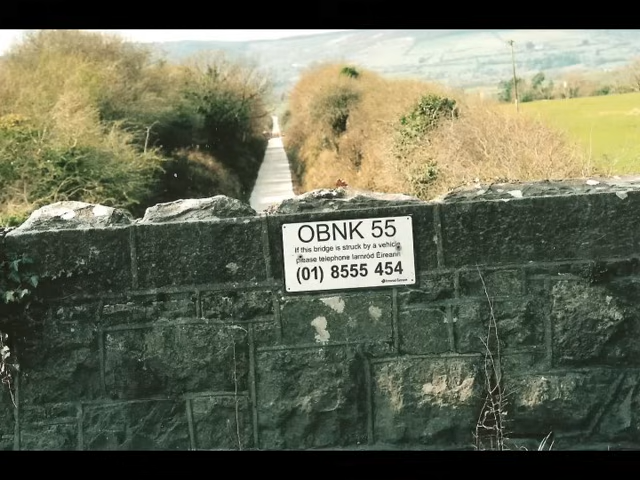 OBNK 55
If this bridge is struck by a vehicle
please telephone Iarnród Éireann
(01) 8555 454